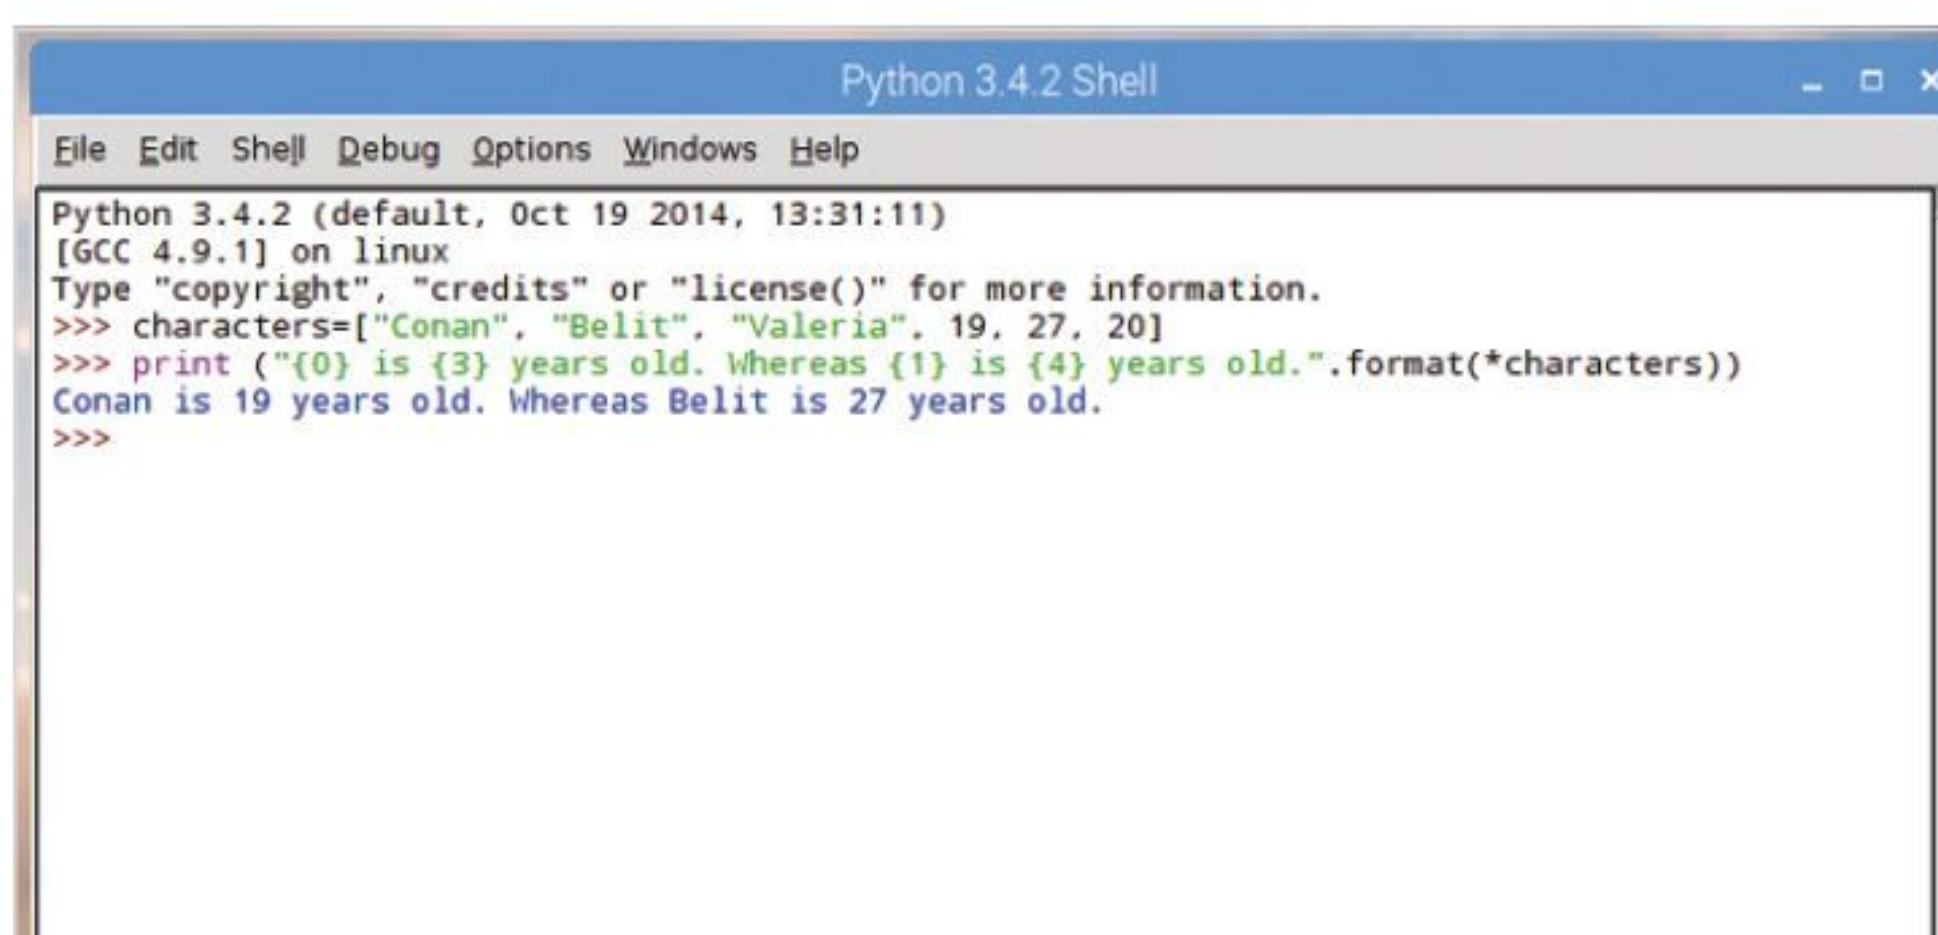 Python 3.4.2 Shell
File Edit Shell Debug Options Windows Help
Python 3.4.2 (default, Oct 19 2014, 13:31:11)
[GCC 4.9.1] on linux
Type "copyright", "credits" or "license()" for more information.
>>> characters=["Conan", "Belit", "Valeria", 19, 27, 20]
>>> print ("{0} is {3} years old. Whereas {1} is {4} years old.".format(*characters))
Conan is 19 years old. Whereas Belit is 27 years old.
>>>